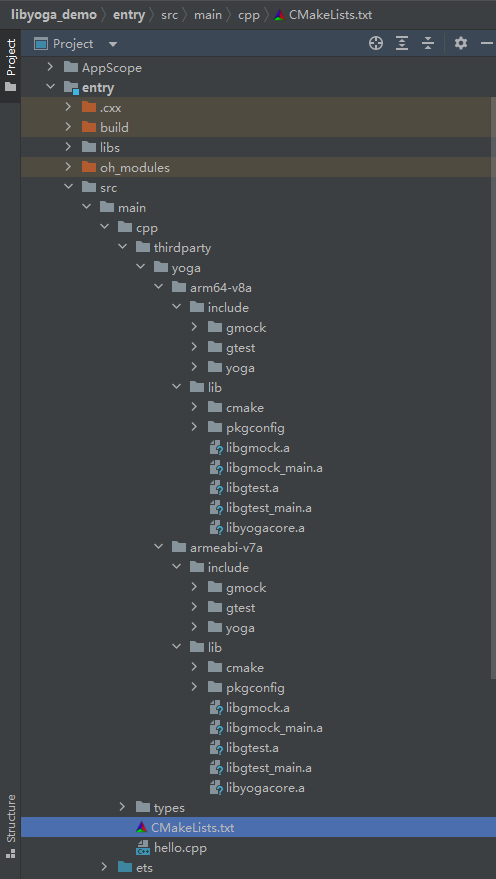 libyoga_demo › entry › src › main › cpp › CMakeLists.txt
Project
Project
AppScope
entry
.cxx
build
libs
oh_modules
src
main
cpp
thirdparty
yoga
arm64-v8a
include
gmock
gtest
yoga
lib
cmake
pkgconfig
libgmock.a
libgmock_main.a
libgtest.a
libgtest_main.a
libyogacore.a
armeabi-v7a
include
gmock
gtest
yoga
lib
cmake
pkgconfig
libgmock.a
libgmock_main.a
libgtest.a
libgtest_main.a
libyogacore.a
types
CMakeLists.txt
hello.cpp
ets
Structure